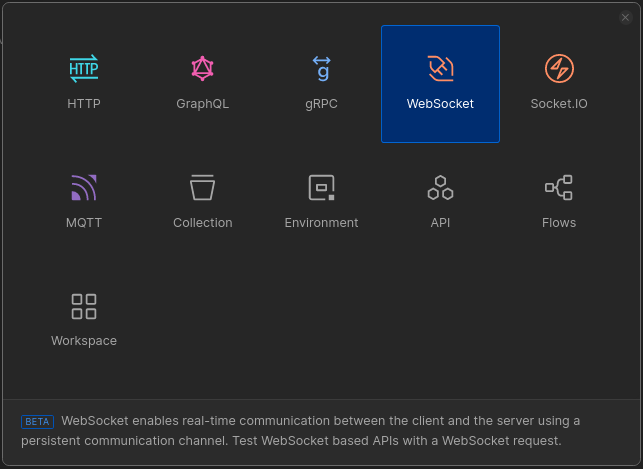 HTTP
HTTP
GraphQL
g
gRPC
WebSocket
Socket.IO
MQTT
Collection
Environment
API
Flows
Workspace
BETA WebSocket enables real-time communication between the client and the server using a
persistent communication channel. Test WebSocket based APIs with a WebSocket request.